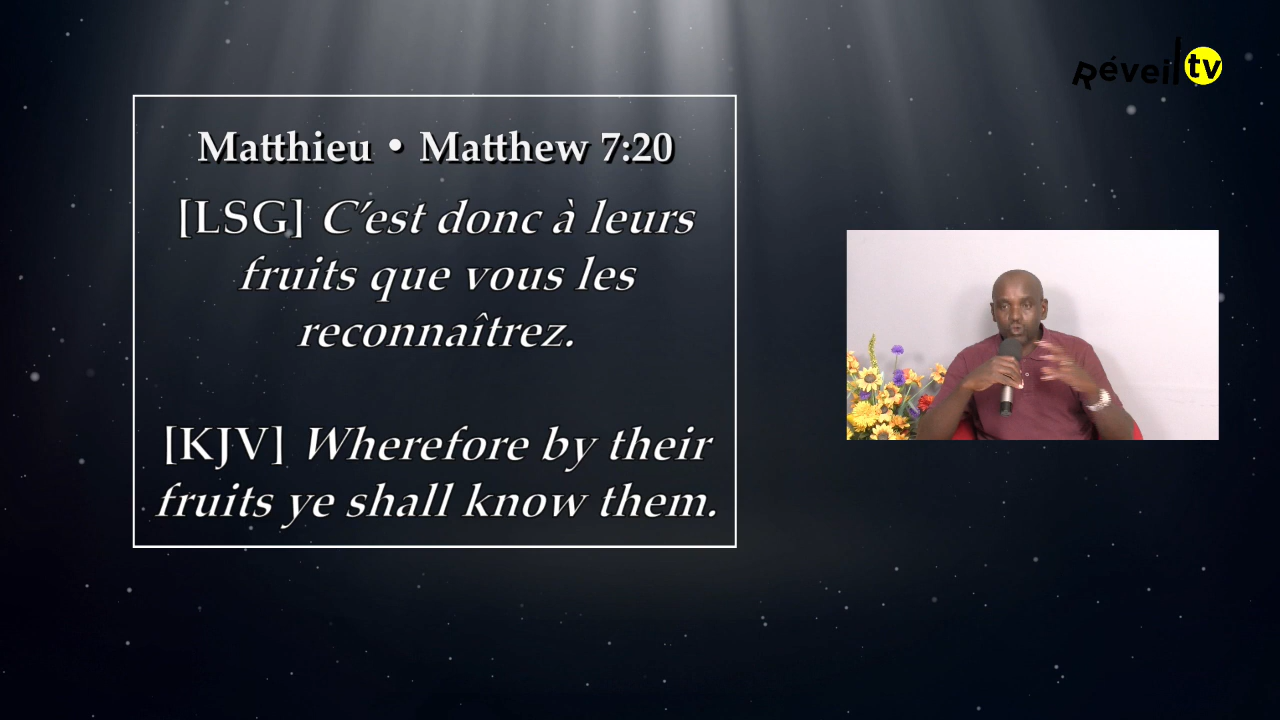 Réveil tv
Matthieu • Matthew 7:20
[LSG] C’est donc à leurs
fruits que vous les
reconnaîtrez.
[KJV] Wherefore by their
fruits ye shall know them.